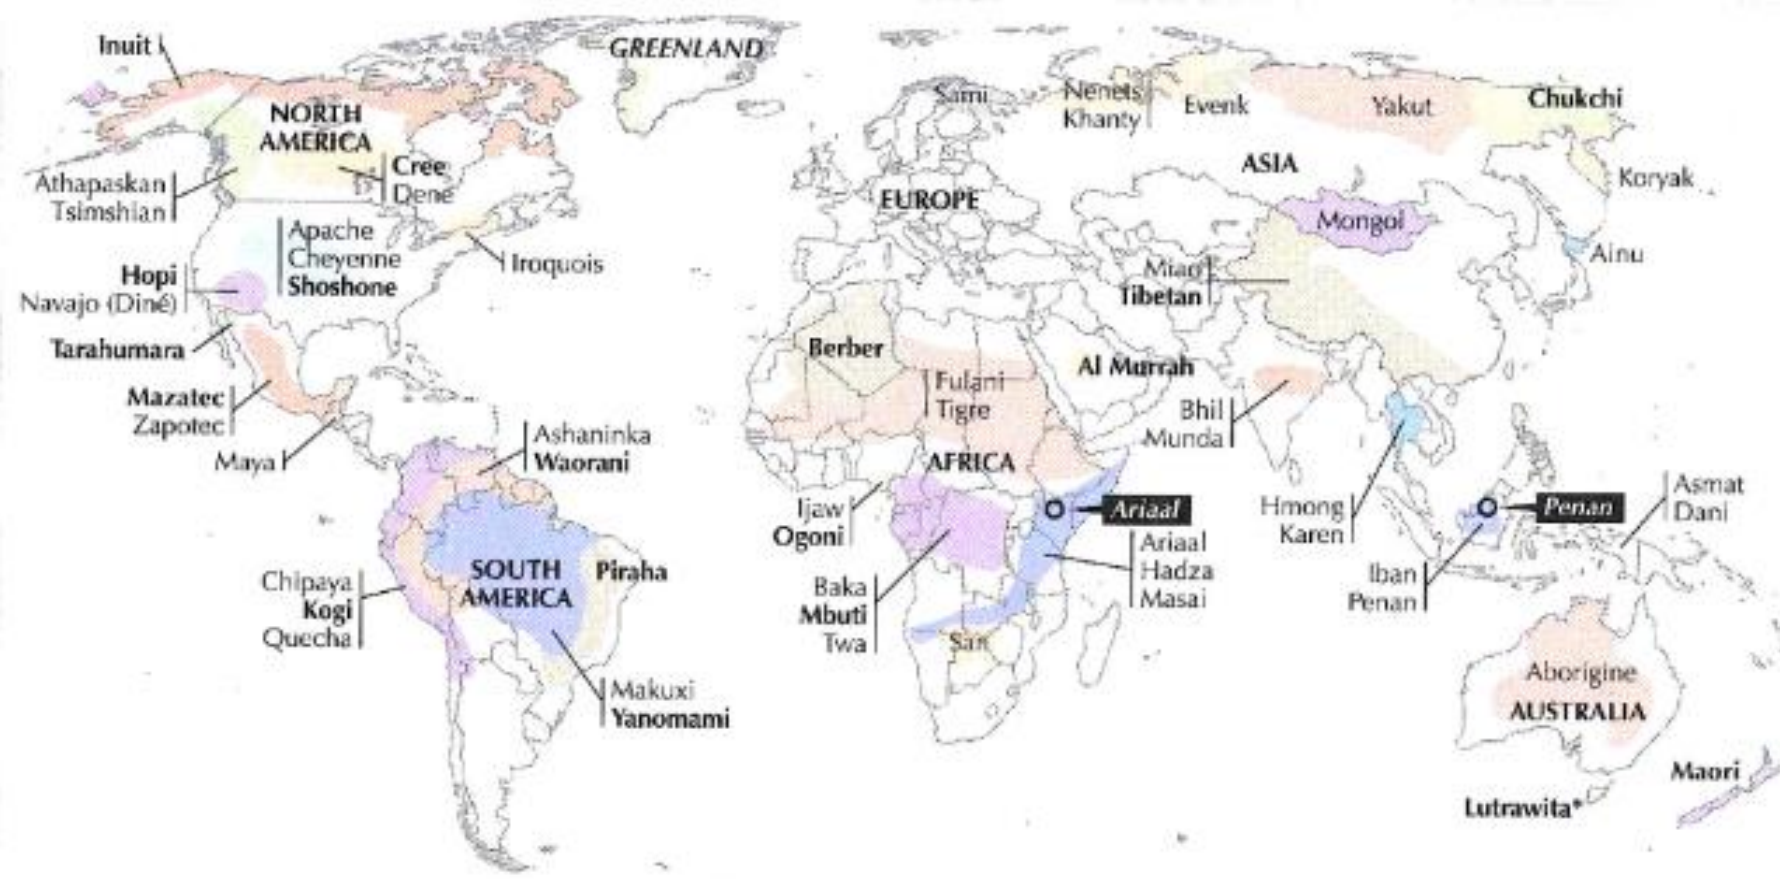 Inuit
GREENLAND
NORTH
AMERICA
Cree
Dene
Athapaskan
Tsimshian
Apache
Cheyenne
Shoshone
Iroquois
Hopi
Navajo (Diné)
Tarahumara
Mazatec
Zapotec
Maya
Ashaninka
Waorani
Chipaya
Kogi
Quecha
SOUTH
AMERICA
Piraha
Makuxi
Yanomami
Sami
Nenets
Khanty
Evenk
Yakut
Chukchi
Koryak
ASIA
EUROPE
Mongol
Ainu
Miao
Tibetan
Berber
Al Murrah
Fulani
Tigre
AFRICA
Bhil
Munda
Ijaw
Ogoni
Ariaal
Ariaal
Hadza
Masai
Baka
Mbuti
Twa
San
Hmong
Karen
Penan
Iban
Penan
Asmat
Dani
Aborigine
AUSTRALIA
Maori
Lutrawita*